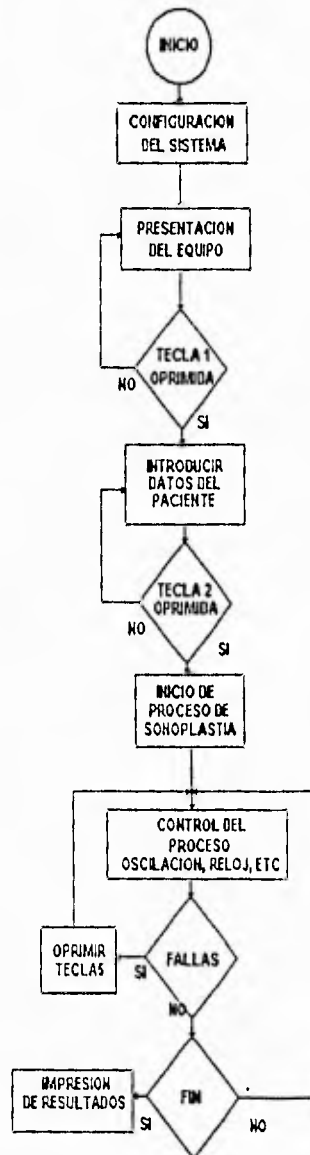 INICIO
CONFIGURACION
DEL SISTEMA
PRESENTACION
DEL EQUIPO
TECLA 1
OPRIMIDA
NO
SI
INTRODUCIR
DATOS DEL
PACIENTE
TECLA 2
OPRIMIDA
NO
SI
INICIO DE
PROCESO DE
SONOPLASTIA
CONTROL DEL
PROCESO
OSCILACION, RELOJ, ETC
OPRIMIR
TECLAS
SI
FALLAS
NO
IMPRESION
DE RESULTADOS
SI
FIN
NO